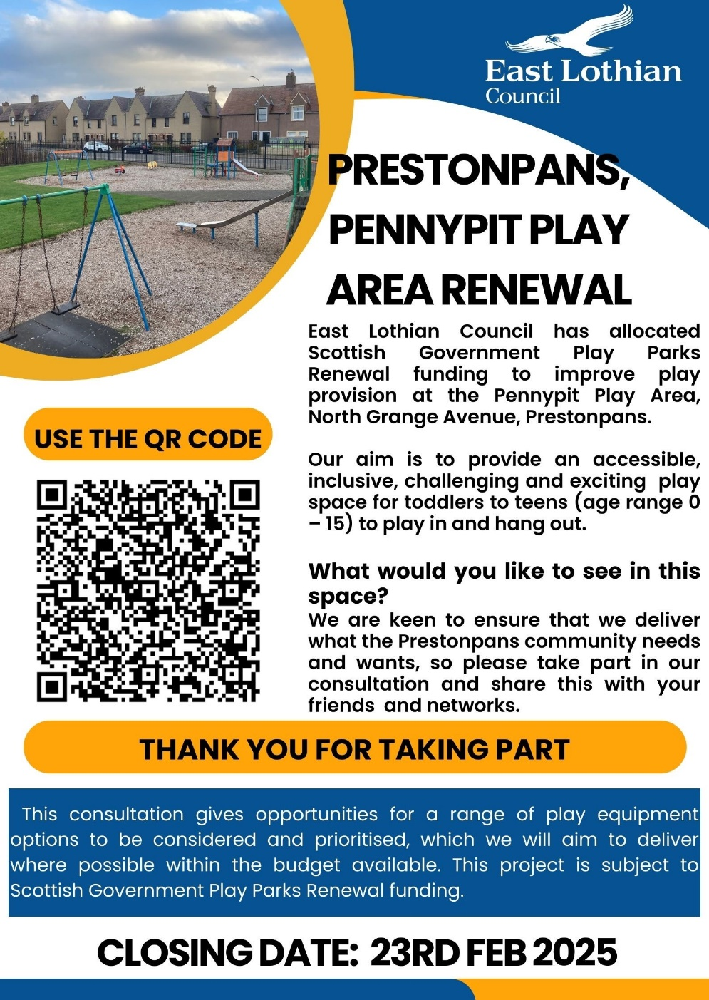 East Lothian
Council
PRESTONPANS,
PENNYPIT PLAY
AREA RENEWAL
East Lothian Council has allocated
Scottish Government Play Parks
Renewal funding to improve play
provision at the Pennypit Play Area,
North Grange Avenue, Prestonpans.
Our aim is to provide an accessible,
inclusive, challenging and exciting play
space for toddlers to teens (age range 0
– 15) to play in and hang out.
What would you like to see in this
space?
We are keen to ensure that we deliver
what the Prestonpans community needs
and wants, so please take part in our
consultation and share this with your
friends and networks.
USE THE QR CODE
THANK YOU FOR TAKING PART
This consultation gives opportunities for a range of play equipment
options to be considered and prioritised, which we will aim to deliver
where possible within the budget available. This project is subject to
Scottish Government Play Parks Renewal funding.
CLOSING DATE: 23RD FEB 2025